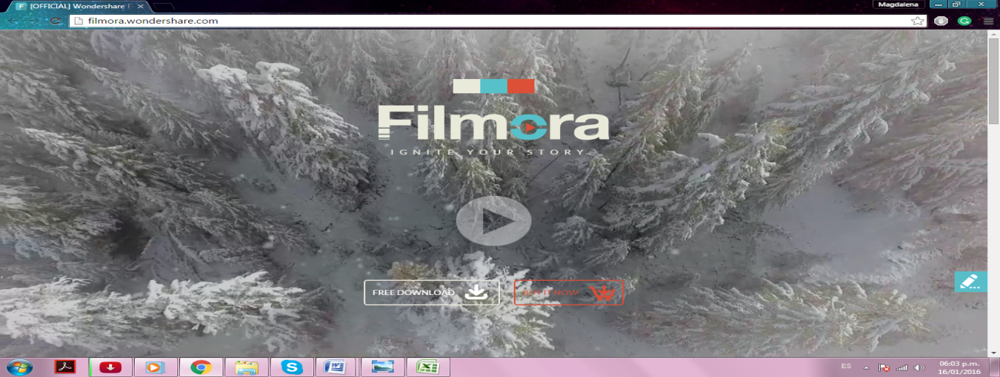 F [OFFICIAL] Wondershare F
Magdalena
filmora.wondershare.com
Filmora
IGNITE YOUR STORY
FREE DOWNLOAD
BUY IT NOW
ES
06:03 p.m.
16/01/2016